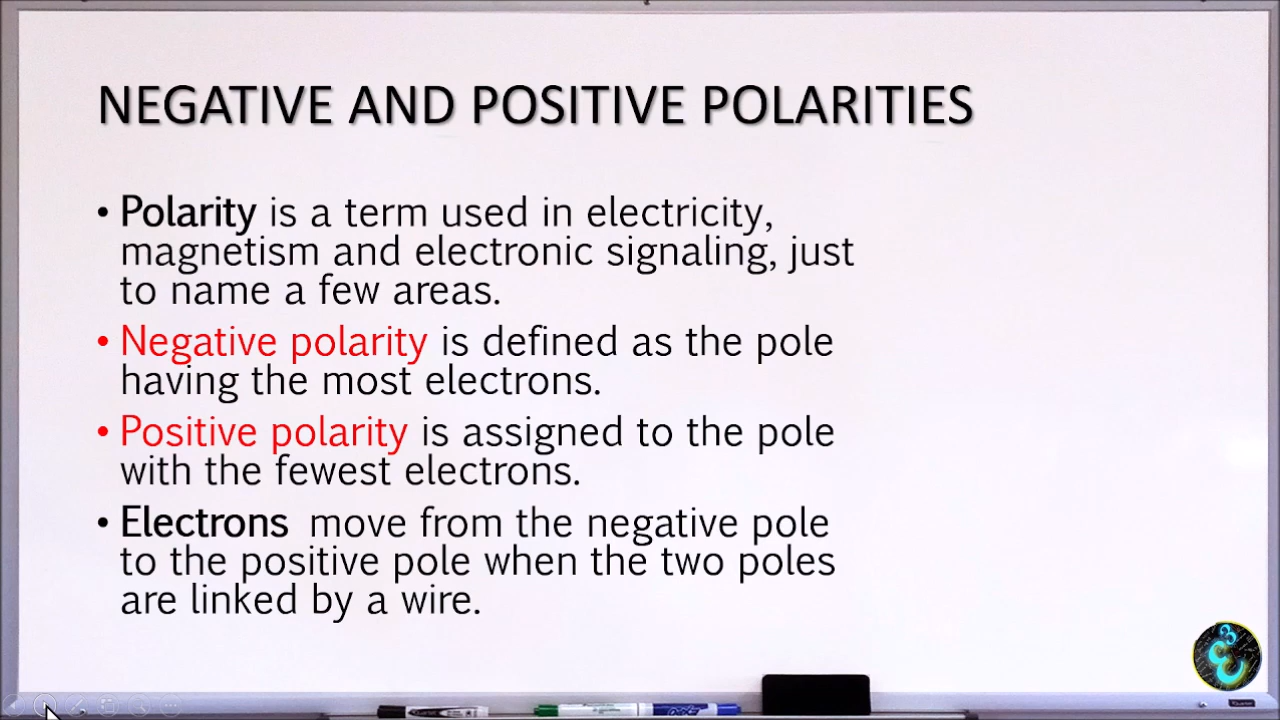 NEGATIVE AND POSITIVE POLARITIES
• Polarity is a term used in electricity,
magnetism and electronic signaling, just
to name a few areas.
• Negative polarity is defined as the pole
having the most electrons.
• Positive polarity is assigned to the pole
with the fewest electrons.
• Electrons move from the negative pole
to the positive pole when the two poles
are linked by a wire.